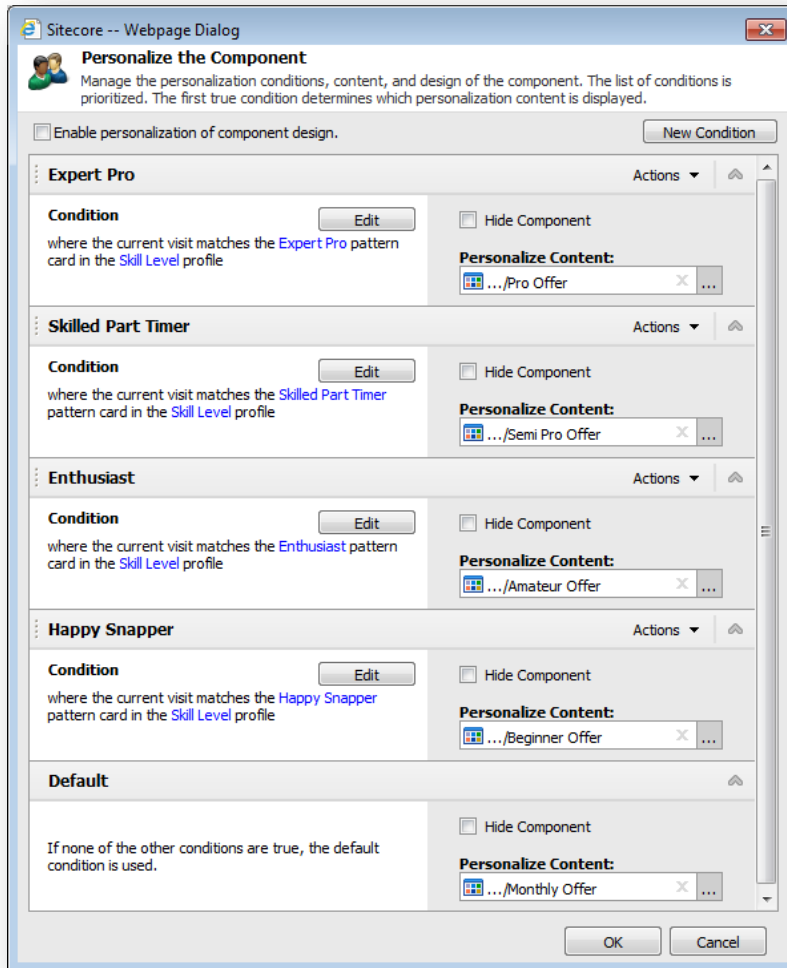 Sitecore -- Webpage Dialog
Personalize the Component
Manage the personalization conditions, content, and design of the component. The list of conditions is
prioritized. The first true condition determines which personalization content is displayed.
Enable personalization of component design.
New Condition
Expert Pro
Actions
Condition
Edit
where the current visit matches the Expert Pro pattern
card in the Skill Level profile
Hide Component
Personalize Content:
.../Pro Offer
...
Skilled Part Timer
Actions
Condition
Edit
where the current visit matches the Skilled Part Timer
pattern card in the Skill Level profile
Hide Component
Personalize Content:
.../Semi Pro Offer
...
Enthusiast
Actions
Condition
Edit
where the current visit matches the Enthusiast pattern
card in the Skill Level profile
Hide Component
Personalize Content:
.../Amateur Offer
...
Happy Snapper
Actions
Condition
Edit
where the current visit matches the Happy Snapper
pattern card in the Skill Level profile
Hide Component
Personalize Content:
.../Beginner Offer
...
Default
If none of the other conditions are true, the default
condition is used.
Hide Component
Personalize Content:
.../Monthly Offer
...
OK
Cancel